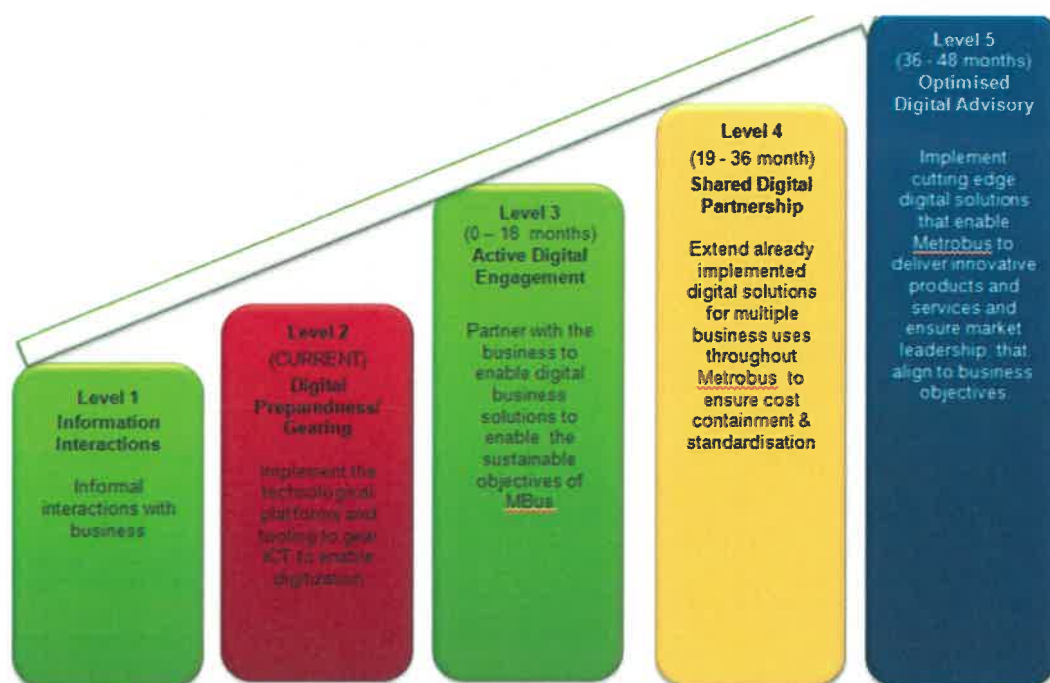 Level 1
Information
Interactions
Informal
interactions with
business
Level 2
(CURRENT)
Digital
Preparedness/
Gearing
Implement the
technological
platforms and
tooling to gear
ICT to enable
digitization
Level 3
(0 – 18 months)
Active Digital
Engagement
Partner with the
business to
enable digital
business
solutions to
enable the
sustainable
objectives of
MBus
Level 4
(19 - 36 month)
Shared Digital
Partnership
Extend already
implemented
digital solutions
for multiple
business uses
throughout
Metrobus to
ensure cost
containment &
standardisation
Level 5
(36 - 48 months)
Optimised
Digital Advisory
Implement
cutting edge
digital solutions
that enable
Metrobus to
deliver innovative
products and
services and
ensure market
leadership that
align to business
objectives